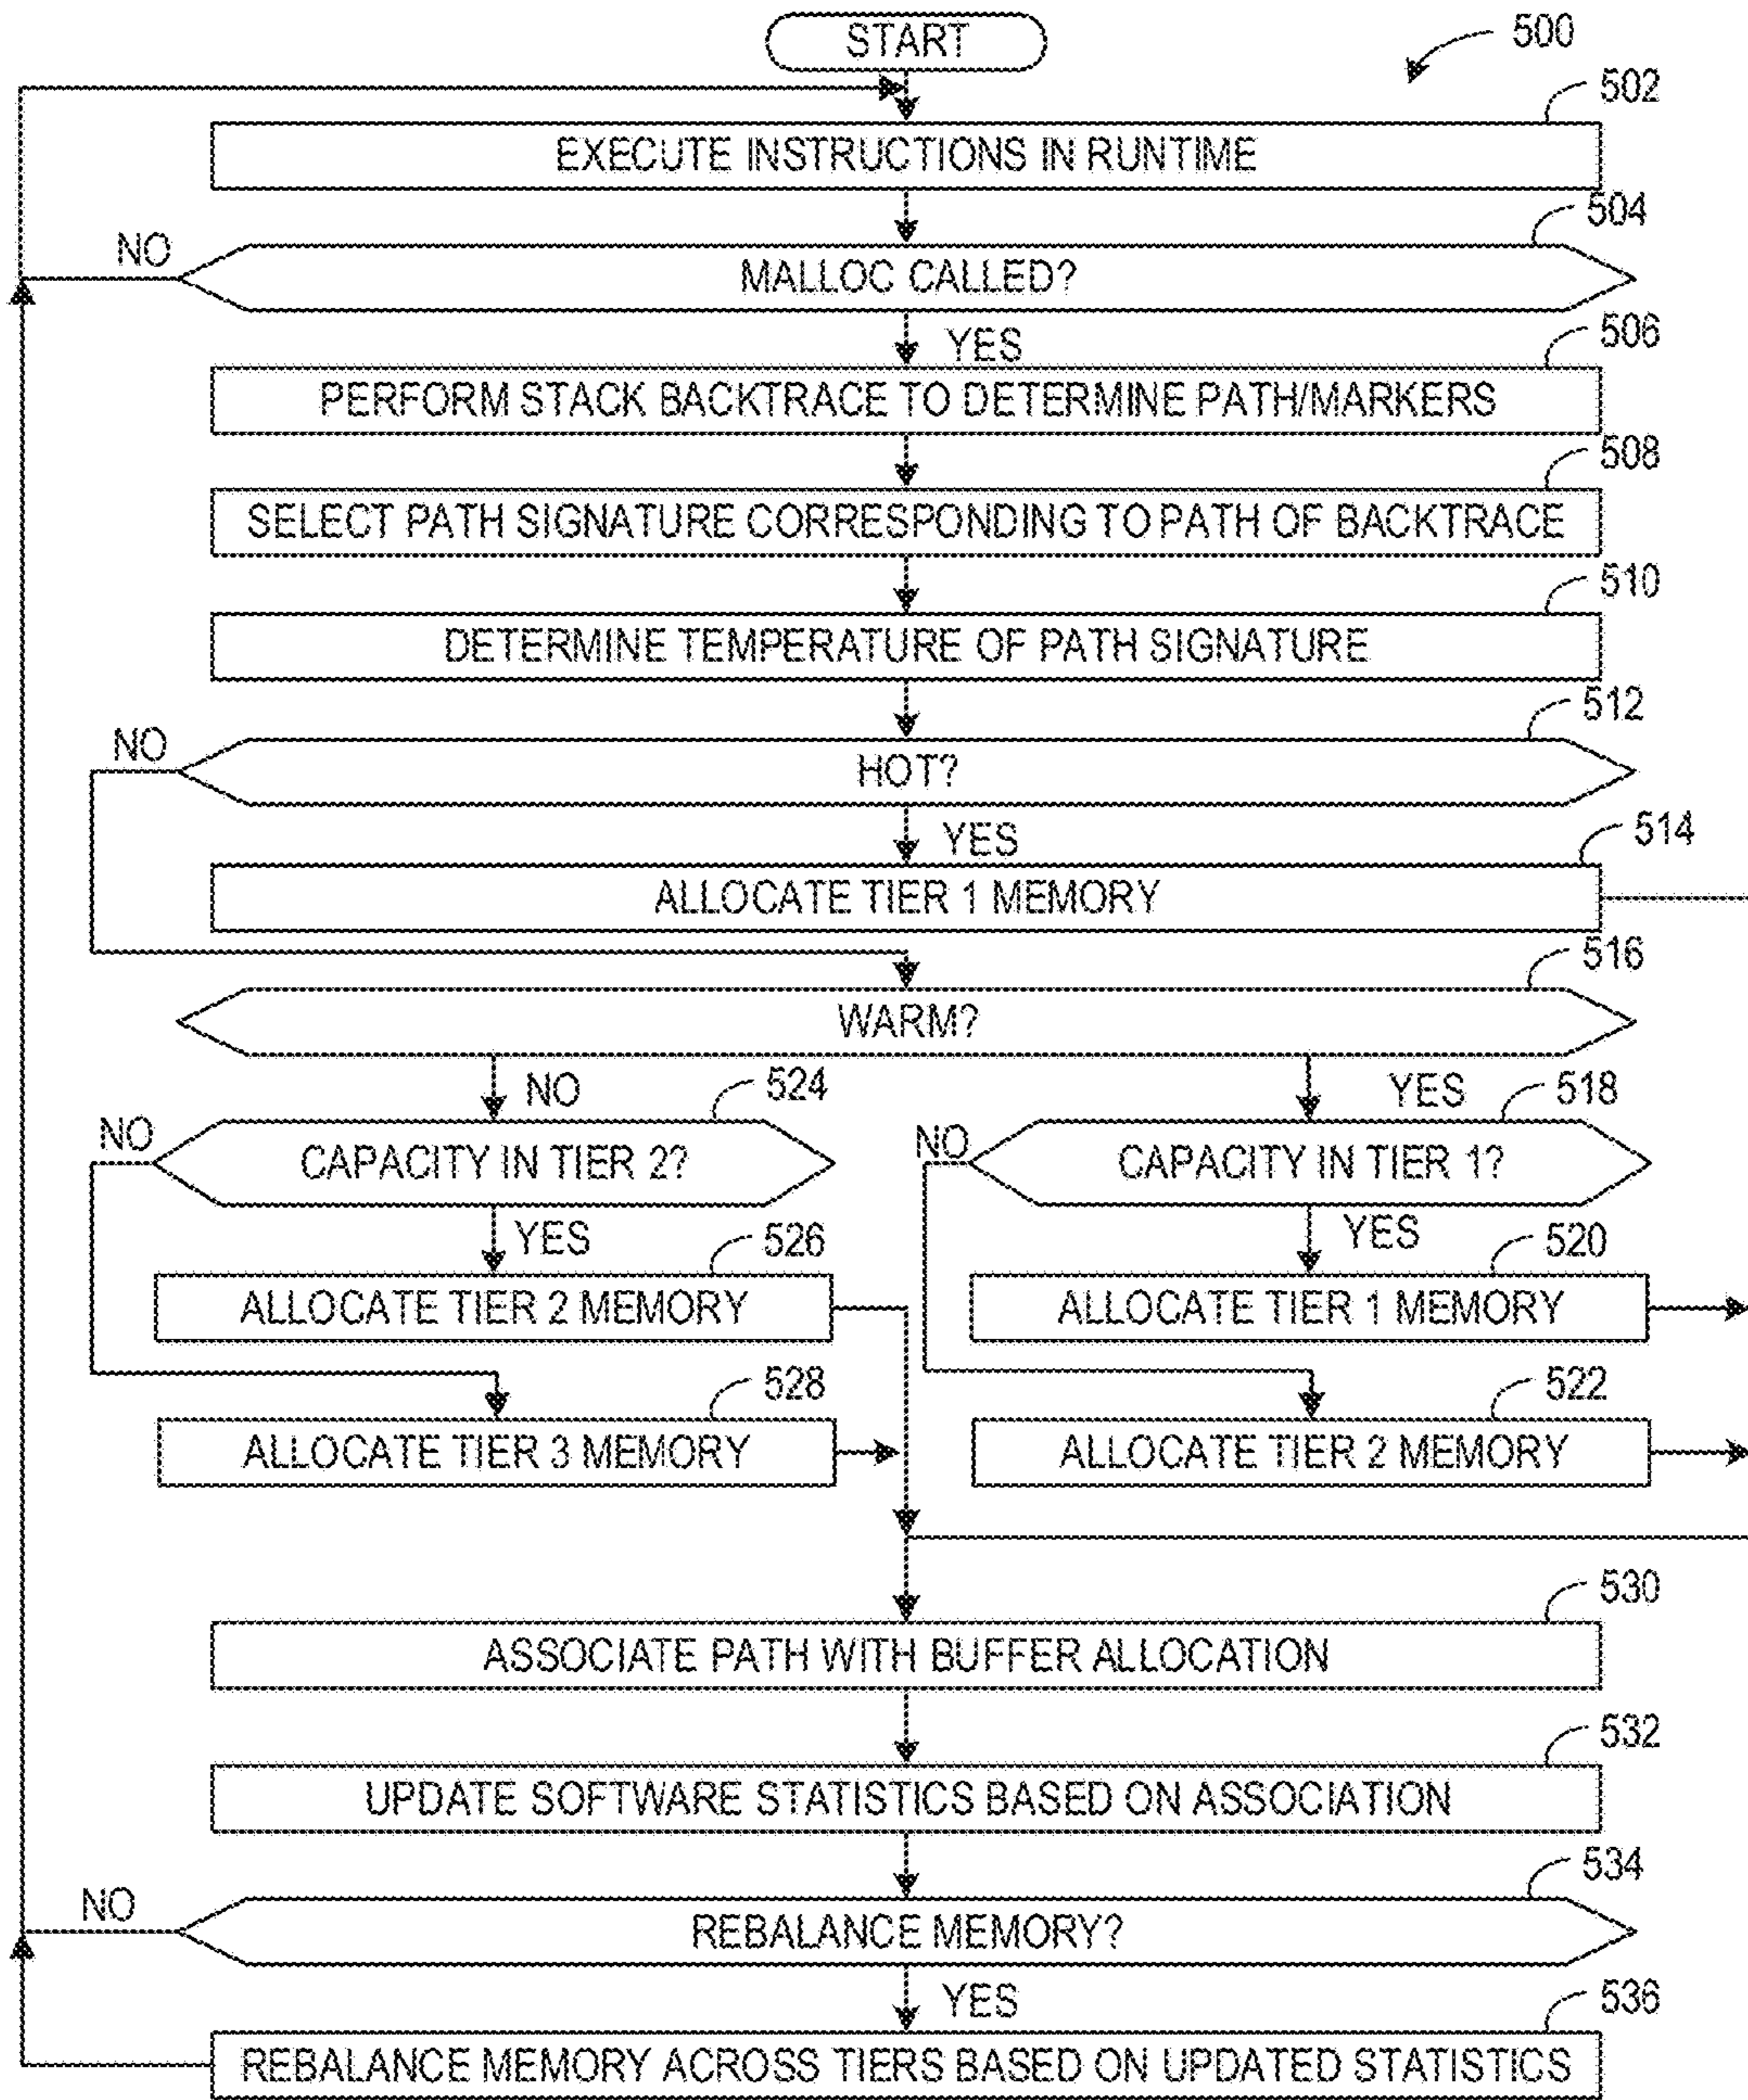 START
500
502
EXECUTE INSTRUCTIONS IN RUNTIME
504
NO
MALLOC CALLED?
YES
506
PERFORM STACK BACKTRACE TO DETERMINE PATH/MARKERS
508
SELECT PATH SIGNATURE CORRESPONDING TO PATH OF BACKTRACE
510
DETERMINE TEMPERATURE OF PATH SIGNATURE
512
NO
HOT?
YES
514
ALLOCATE TIER 1 MEMORY
516
WARM?
NO
524
YES
518
NO
CAPACITY IN TIER 2?
NO
CAPACITY IN TIER 1?
YES
526
YES
520
ALLOCATE TIER 2 MEMORY
ALLOCATE TIER 1 MEMORY
528
522
ALLOCATE TIER 3 MEMORY
ALLOCATE TIER 2 MEMORY
530
ASSOCIATE PATH WITH BUFFER ALLOCATION
532
UPDATE SOFTWARE STATISTICS BASED ON ASSOCIATION
534
NO
REBALANCE MEMORY?
YES
536
REBALANCE MEMORY ACROSS TIERS BASED ON UPDATED STATISTICS